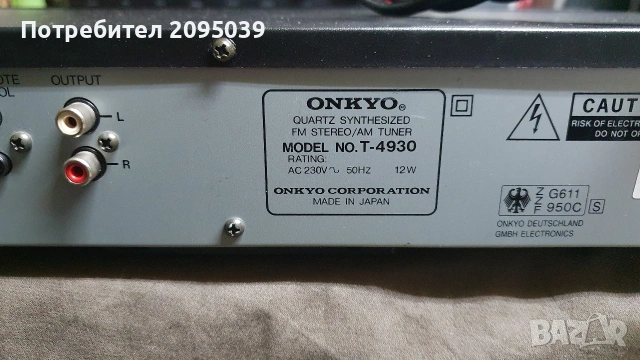 Потребител 2095039
OTE
OL
OUTPUT
L
R
ONKYO®
QUARTZ SYNTHESIZED
FM STEREO/AM TUNER
MODEL NO. T-4930
RATING:
AC 230V∿ 50HZ 12W
ONKYO CORPORATION
MADE IN JAPAN
CAUT
RISK OF ELECTR
DO NOT O
Z G611
Z
F 950C
S
ONKYO DEUTSCHLAND
GMBH ELECTRONICS
BAZAR